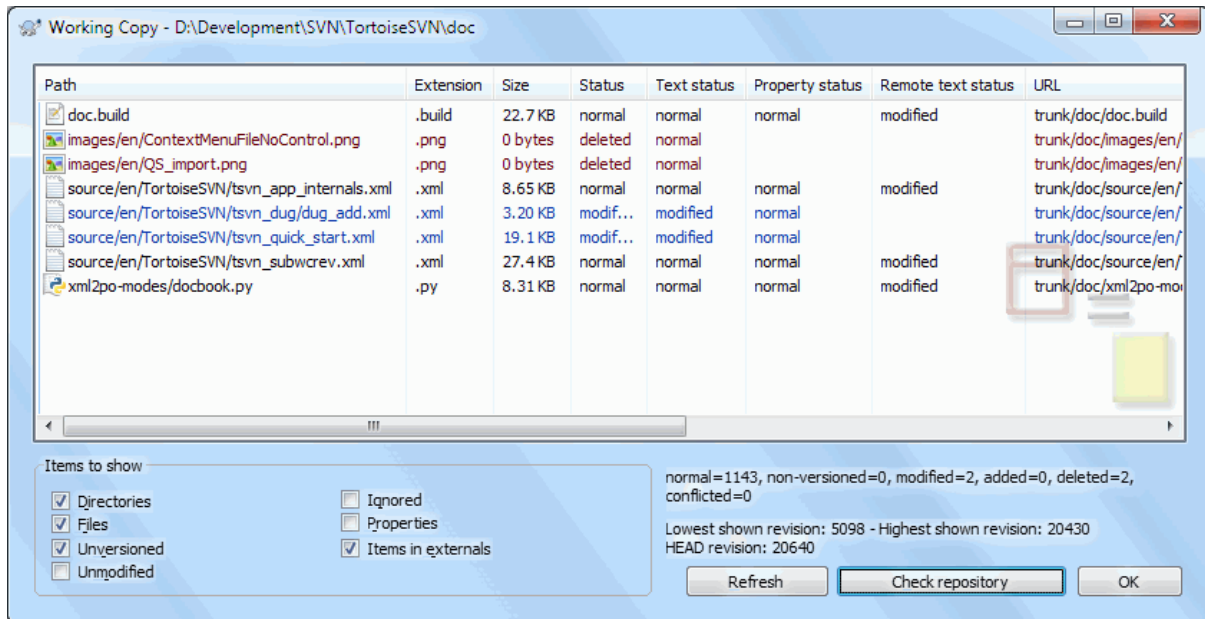 Working Copy - D:\Development\SVN\TortoiseSVN\doc
Path Extension Size Status Text status Property status Remote text status URL
doc.build .build 22.7 KB normal normal normal modified trunk/doc/doc.build
images/en/ContextMenuFileNoControl.png .png 0 bytes deleted normal trunk/doc/images/en/
images/en/QS_import.png .png 0 bytes deleted normal trunk/doc/images/en/
source/en/TortoiseSVN/tsvn_app_internals.xml .xml 8.65 KB normal normal normal modified trunk/doc/source/en/
source/en/TortoiseSVN/tsvn_dug/dug_add.xml .xml 3.20 KB modif... modified normal trunk/doc/source/en/
source/en/TortoiseSVN/tsvn_quick_start.xml .xml 19.1 KB modif... modified normal trunk/doc/source/en/
source/en/TortoiseSVN/tsvn_subwcrev.xml .xml 27.4 KB normal normal normal modified trunk/doc/source/en/
xml2po-modes/docbook.py .py 8.31 KB normal normal normal modified trunk/doc/xml2po-mo
Items to show
Directories Ignored
Files Properties
Unversioned Items in externals
Unmodified
normal=1143, non-versioned=0, modified=2, added=0, deleted=2,
conflicted=0
Lowest shown revision: 5098 - Highest shown revision: 20430
HEAD revision: 20640
Refresh Check repository OK